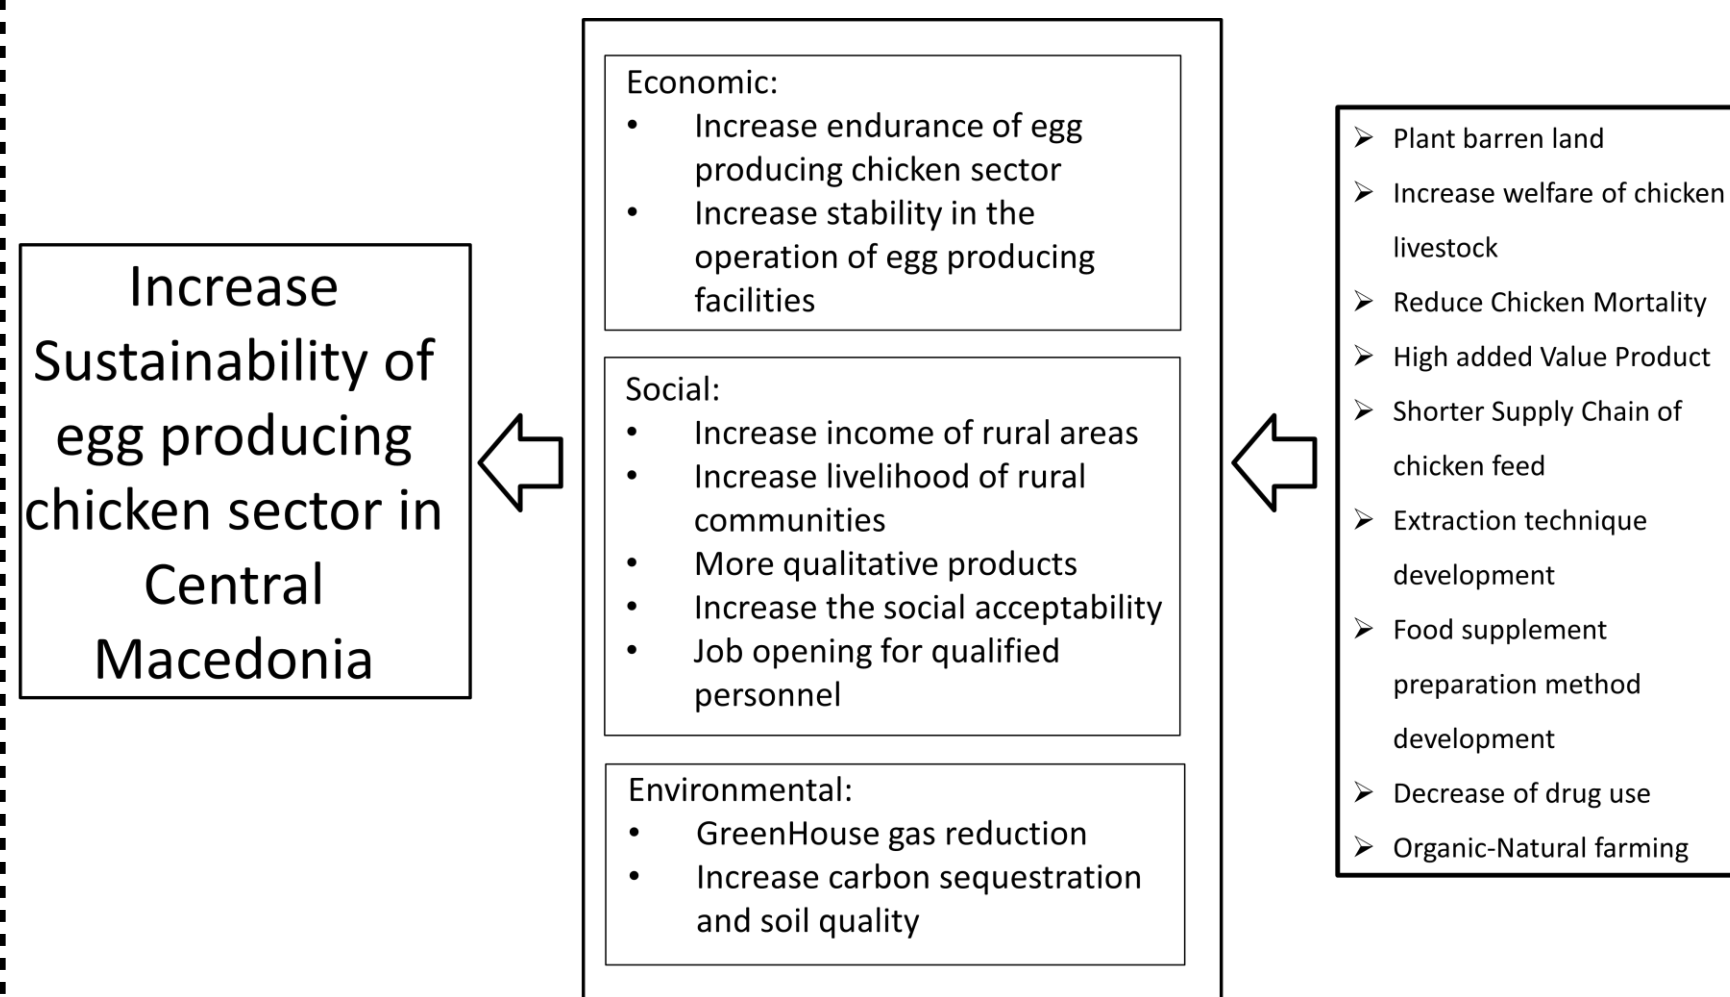 Increase
Sustainability of
egg producing
chicken sector in
Central
Macedonia
Economic:
• Increase endurance of egg
producing chicken sector
• Increase stability in the
operation of egg producing
facilities
Social:
• Increase income of rural areas
• Increase livelihood of rural
communities
• More qualitative products
• Increase the social acceptability
• Job opening for qualified
personnel
Environmental:
• GreenHouse gas reduction
• Increase carbon sequestration
and soil quality
➢ Plant barren land
➢ Increase welfare of chicken
livestock
➢ Reduce Chicken Mortality
➢ High added Value Product
➢ Shorter Supply Chain of
chicken feed
➢ Extraction technique
development
➢ Food supplement
preparation method
development
➢ Decrease of drug use
➢ Organic-Natural farming